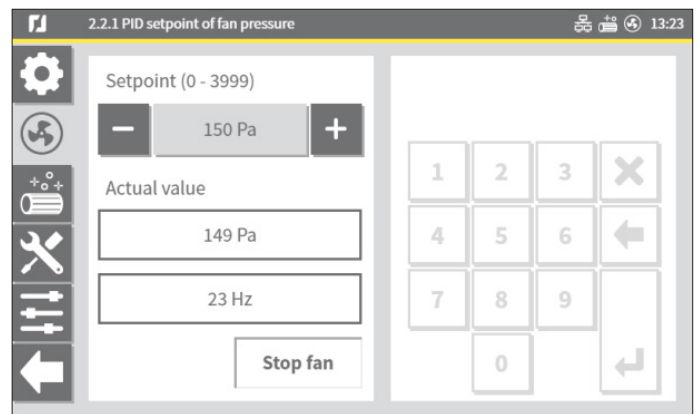 2.2.1 PID setpoint of fan pressure
13:23
Setpoint (0 - 3999)
150 Pa
Actual value
149 Pa
23 Hz
Stop fan
1 2 3
4 5 6
7 8 9
0